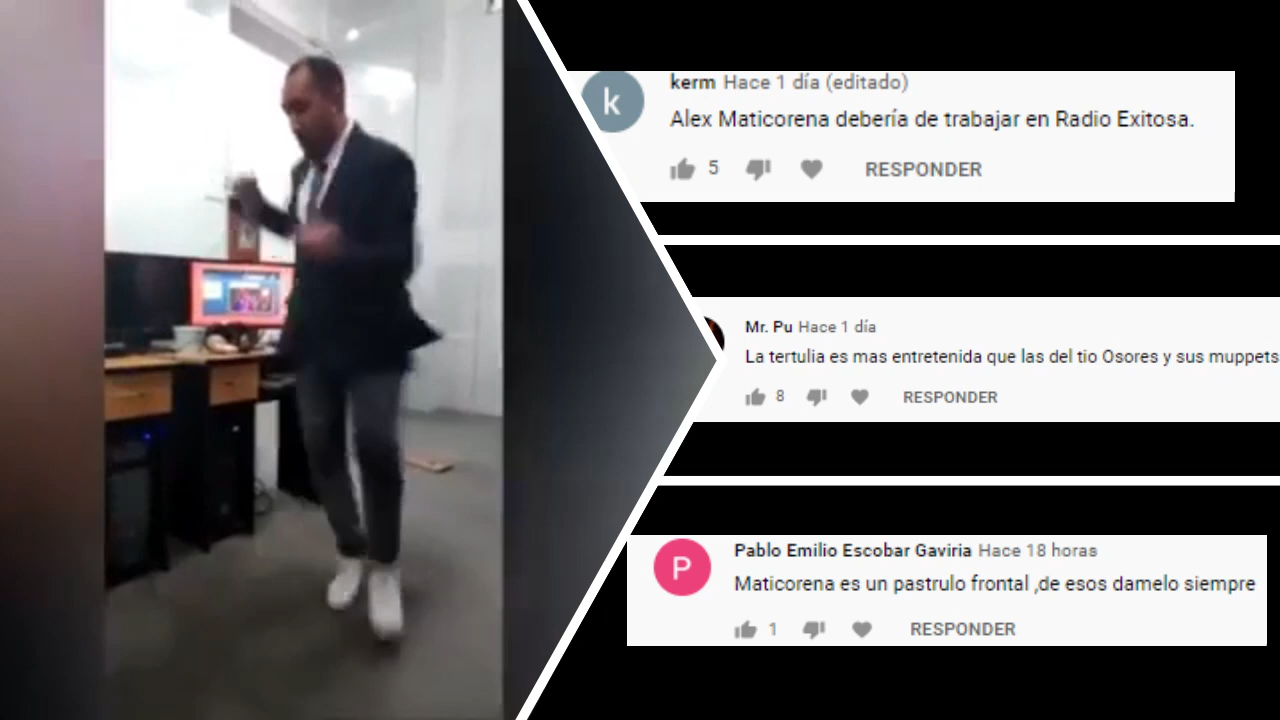 k
kerm Hace 1 día (editado)
Alex Maticorena debería de trabajar en Radio Exitosa.
5 RESPONDER
Mr. Pu Hace 1 día
La tertulia es mas entretenida que las del tio Osores y sus muppets
8 RESPONDER
P
Pablo Emilio Escobar Gaviria Hace 18 horas
Maticorena es un pastrulo frontal ,de esos damelo siempre
1 RESPONDER